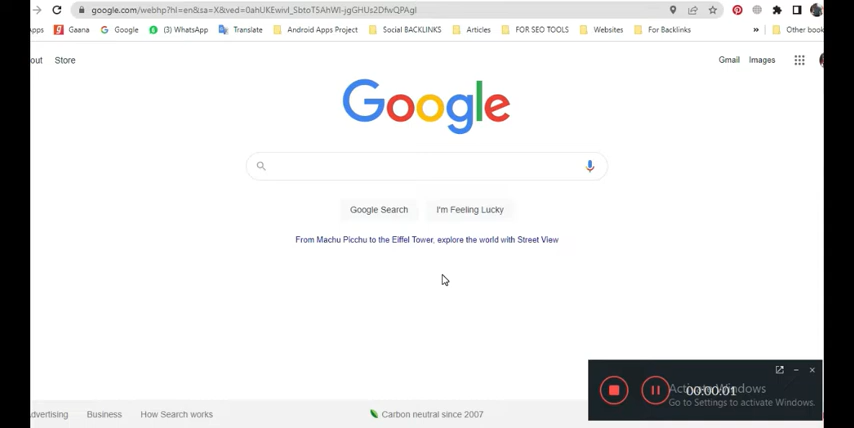 google.com/webhp?hl=en&sa=X&ved=0ahUKEwivl_SbtoT5AhWI-jgGHUs2DfwQPAgI
Apps Gaana Google (3) WhatsApp Translate Android Apps Project Social BACKLINKS Articles FOR SEO TOOLS Websites For Backlinks » Other book
out Store Gmail Images
Google
Google Search I'm Feeling Lucky
From Machu Picchu to the Eiffel Tower, explore the world with Street View
00:00:01
Activate Windows
Go to Settings to activate Windows.
dvertising Business How Search works Carbon neutral since 2007